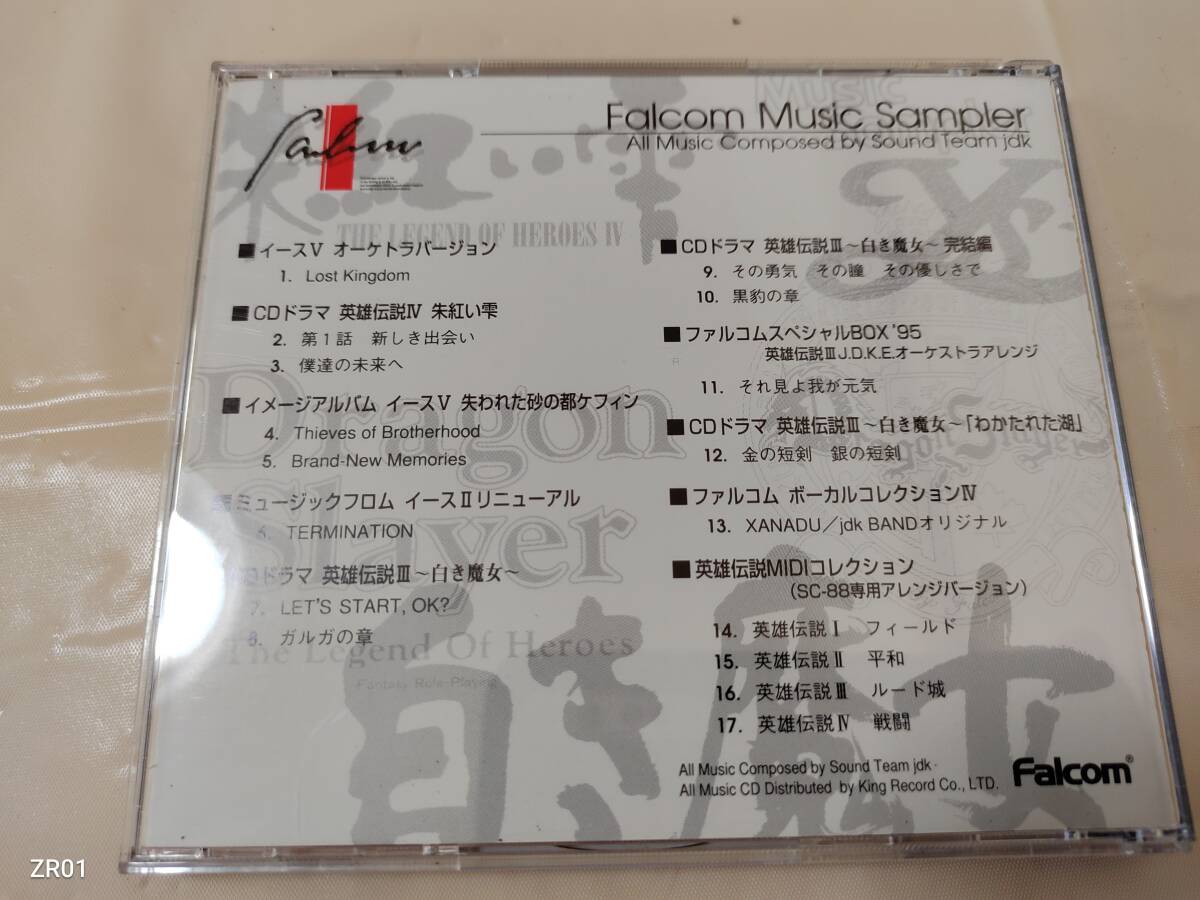 Falcom
Falcom Music Sampler
All Music Composed by Sound Team jdk
MUSIC
THE LEGEND OF HEROES IV
■イースV オーケトラバージョン
1. Lost Kingdom
■CDドラマ 英雄伝説Ⅳ 朱紅い雫
2. 第1話 新しき出会い
3. 僕達の未来へ
■イメージアルバム イースV 失われた砂の都ケフィン
4. Thieves of Brotherhood
5. Brand-New Memories
■ミュージックフロム イースⅡリニューアル
6. TERMINATION
CDドラマ 英雄伝説Ⅲ～白き魔女～
7. LET'S START, OK?
8. ガルガの章
■CDドラマ 英雄伝説Ⅲ～白き魔女～完結編
9. その勇気 その瞳 その優しさで
10. 黒豹の章
■ファルコムスペシャルBOX '95
英雄伝説ⅢJ.D.K.E.オーケストラアレンジ
11. それ見よ我が元気
■CDドラマ 英雄伝説Ⅲ～白き魔女～「わかたれた湖」
12. 金の短剣 銀の短剣
■ファルコム ボーカルコレクションⅣ
13. XANADU／jdk BANDオリジナル
■英雄伝説MIDIコレクション
(SC-88専用アレンジバージョン)
14. 英雄伝説Ⅰ フィールド
15. 英雄伝説Ⅱ 平和
16. 英雄伝説Ⅲ ルード城
17. 英雄伝説Ⅳ 戦闘
Dragon
Slayer
The Legend Of Heroes
Fantasy Role-Playing
白き魔女
All Music Composed by Sound Team jdk·
All Music CD Distributed by King Record Co., LTD.
Falcom®
ZR01